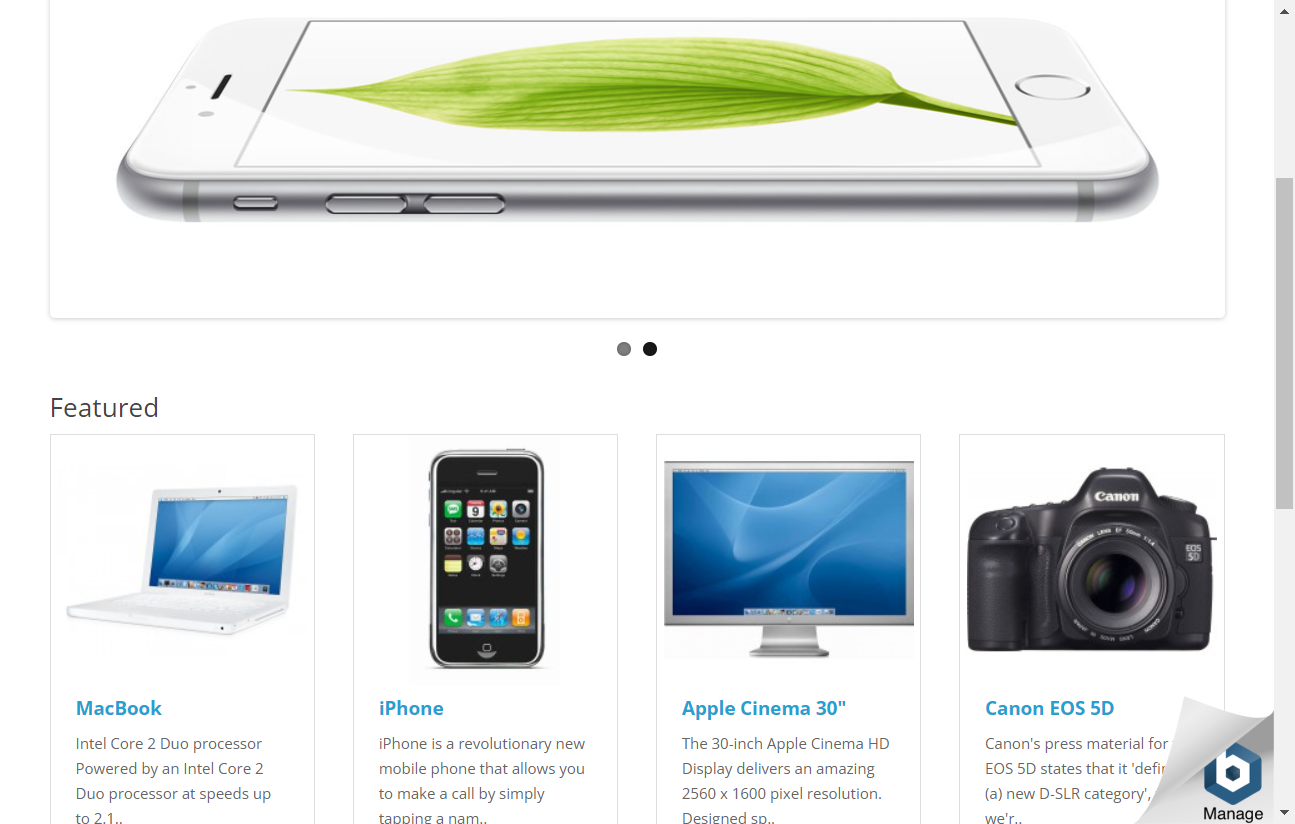 Featured
Canon
EOS
5D
MacBook
Intel Core 2 Duo processor
Powered by an Intel Core 2
Duo processor at speeds up
to 2.1..
iPhone
iPhone is a revolutionary new
mobile phone that allows you
to make a call by simply
tapping a nam..
Apple Cinema 30"
The 30-inch Apple Cinema HD
Display delivers an amazing
2560 x 1600 pixel resolution.
Designed sp..
Canon EOS 5D
Canon's press material for
EOS 5D states that it 'defi
(a) new D-SLR category',
we'r..
Manage